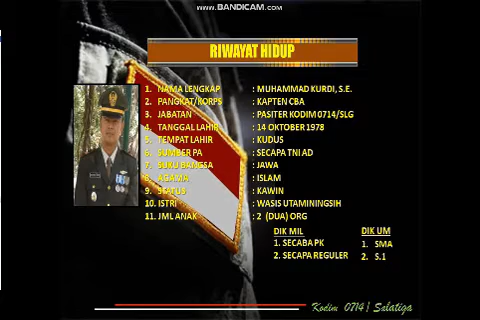 WWW.BANDICAM.COM
RIWAYAT HIDUP
1. NAMA LENGKAP : MUHAMMAD KURDI, S.E.
2. PANGKAT/KORPS : KAPTEN CBA
3. JABATAN : PASITER KODIM 0714/SLG
4. TANGGAL LAHIR : 14 OKTOBER 1978
5. TEMPAT LAHIR : KUDUS
6. SUMBER PA : SECAPA TNI AD
7. SUKU BANGSA : JAWA
8. AGAMA : ISLAM
9. STATUS : KAWIN
10. ISTRI : WASIS UTAMININGSIH
11. JML ANAK : 2 (DUA) ORG
DIK MIL
1. SECABA PK
2. SECAPA REGULER
DIK UM
1. SMA
2. S.1
Kodim 0714 / Salatiga